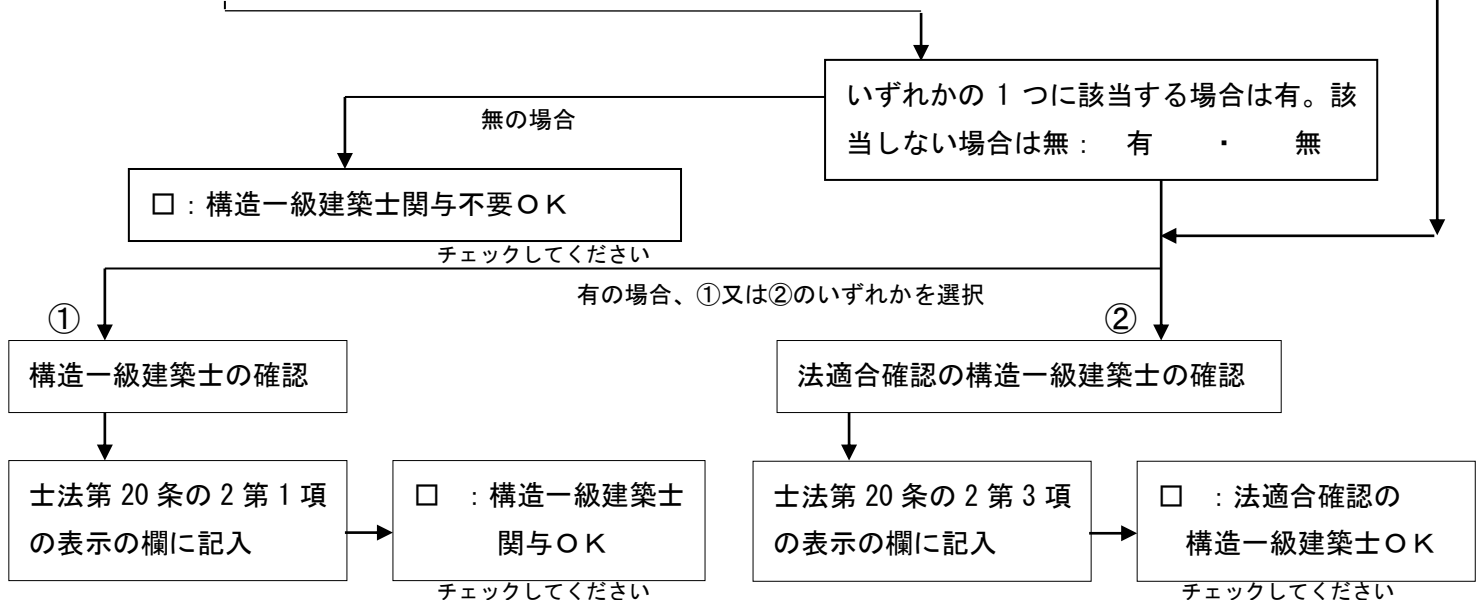 いずれかの 1 つに該当する場合は有。該
当しない場合は無： 有 ・ 無
無の場合
□：構造一級建築士関与不要ＯＫ
チェックしてください
有の場合、①又は②のいずれかを選択
①
②
構造一級建築士の確認
法適合確認の構造一級建築士の確認
士法第 20 条の 2 第 1 項
の表示の欄に記入
□ ：構造一級建築士
関与ＯＫ
チェックしてください
士法第 20 条の 2 第 3 項
の表示の欄に記入
□ ：法適合確認の
構造一級建築士ＯＫ
チェックしてください